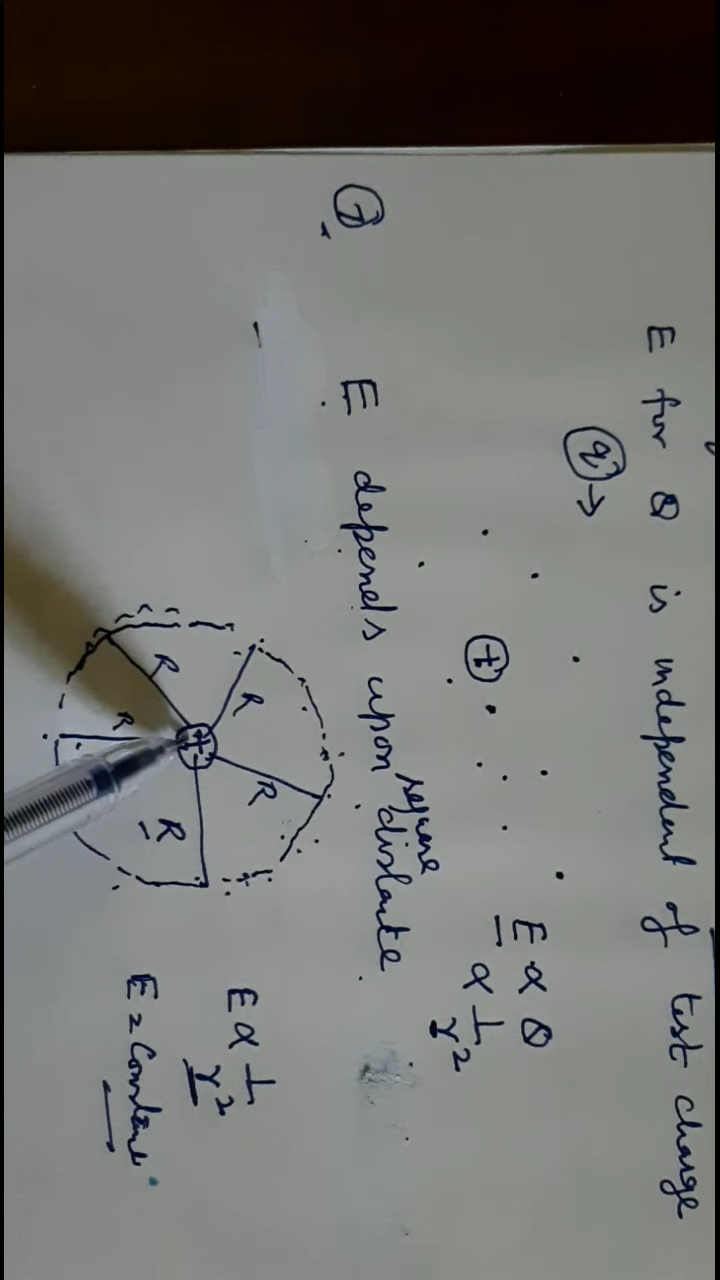 E for Q is independent of test charge
q →
+
E ∝ Q
∝ 1/r²
7
E depends upon square distance
R
R
R
R
R
+
E ∝ 1/r²
E = Constant